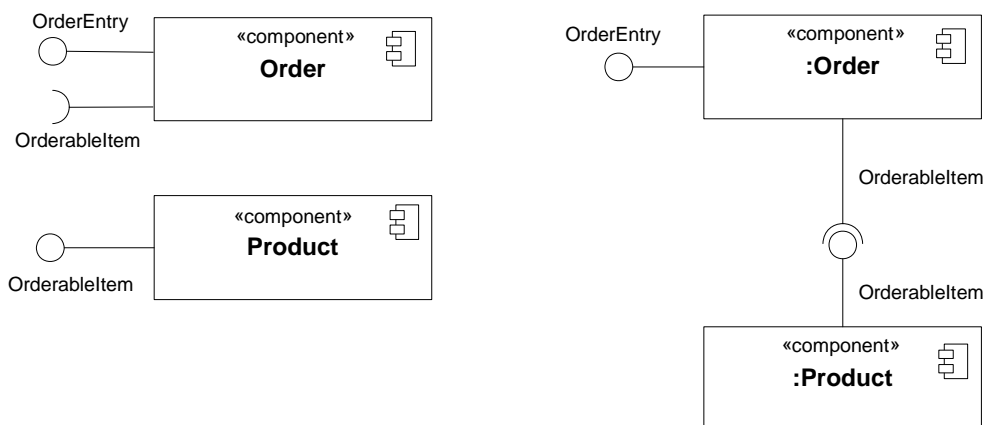 OrderEntry
«component»
Order
OrderableItem
«component»
Product
OrderableItem
OrderEntry
«component»
:Order
OrderableItem
OrderableItem
«component»
:Product